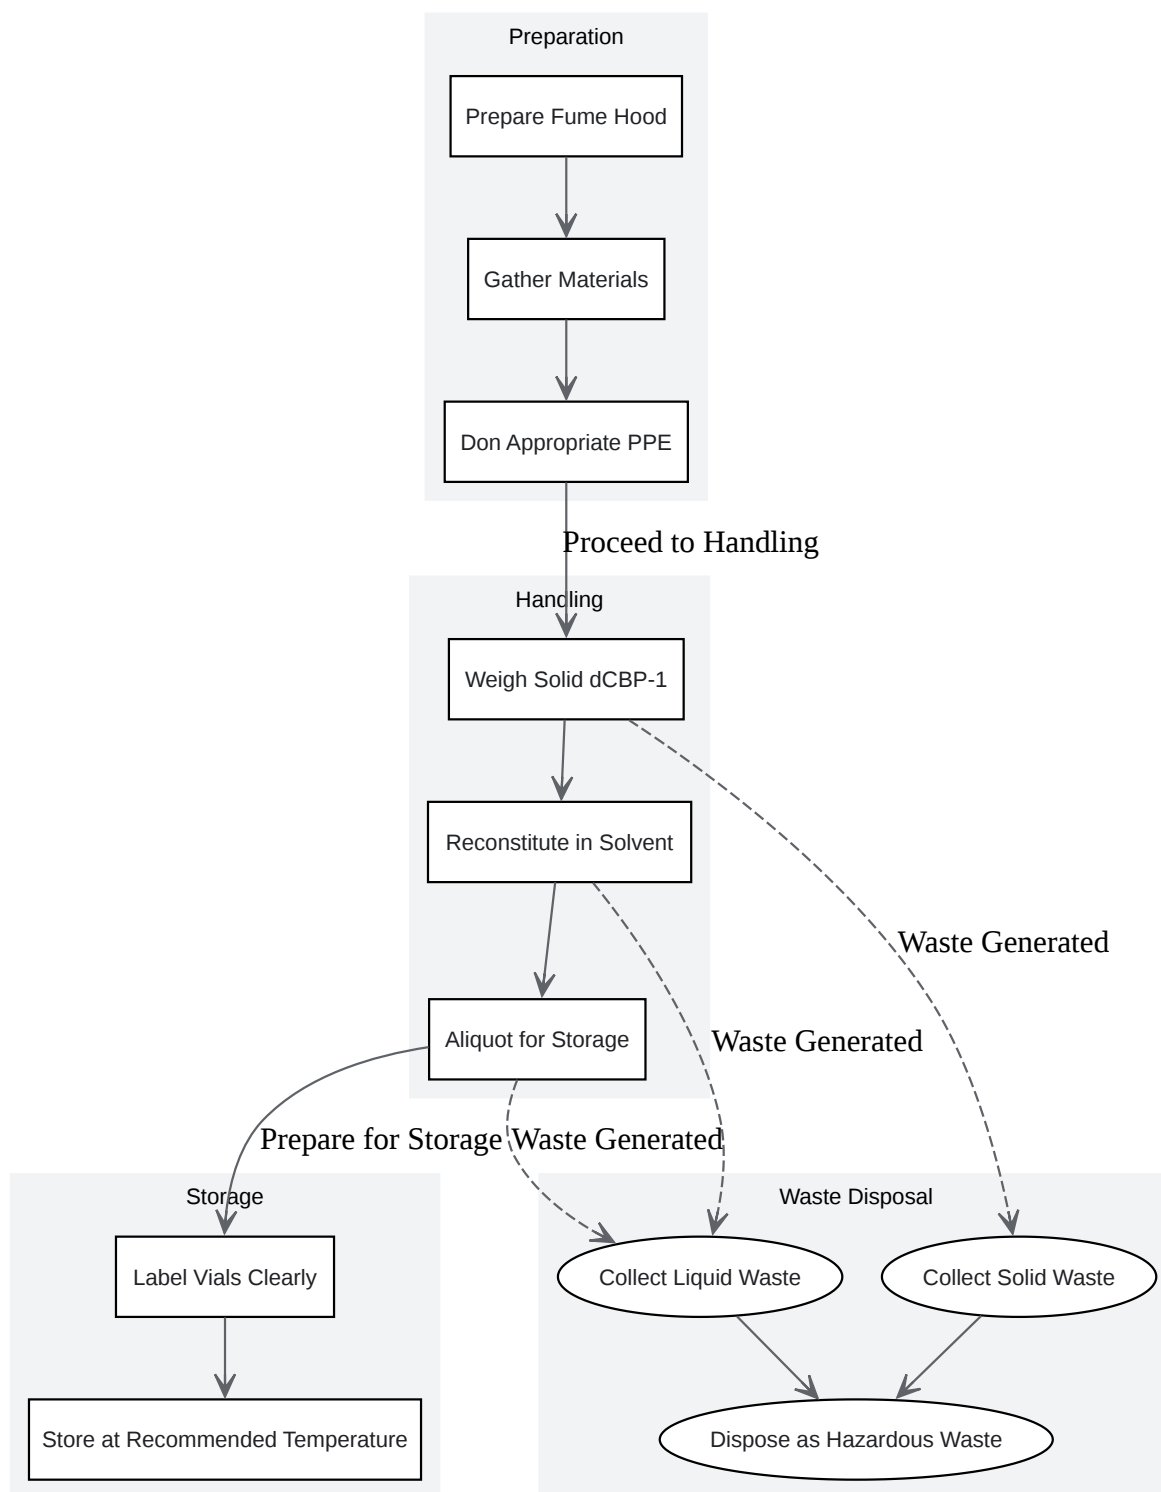 Preparation
Prepare Fume Hood
Gather Materials
Don Appropriate PPE
Proceed to Handling
Handling
Weigh Solid dCBP-1
Reconstitute in Solvent
Waste Generated
Aliquot for Storage
Waste Generated
Prepare for Storage
Waste Generated
Storage
Waste Disposal
Label Vials Clearly
Collect Liquid Waste
Collect Solid Waste
Store at Recommended Temperature
Dispose as Hazardous Waste